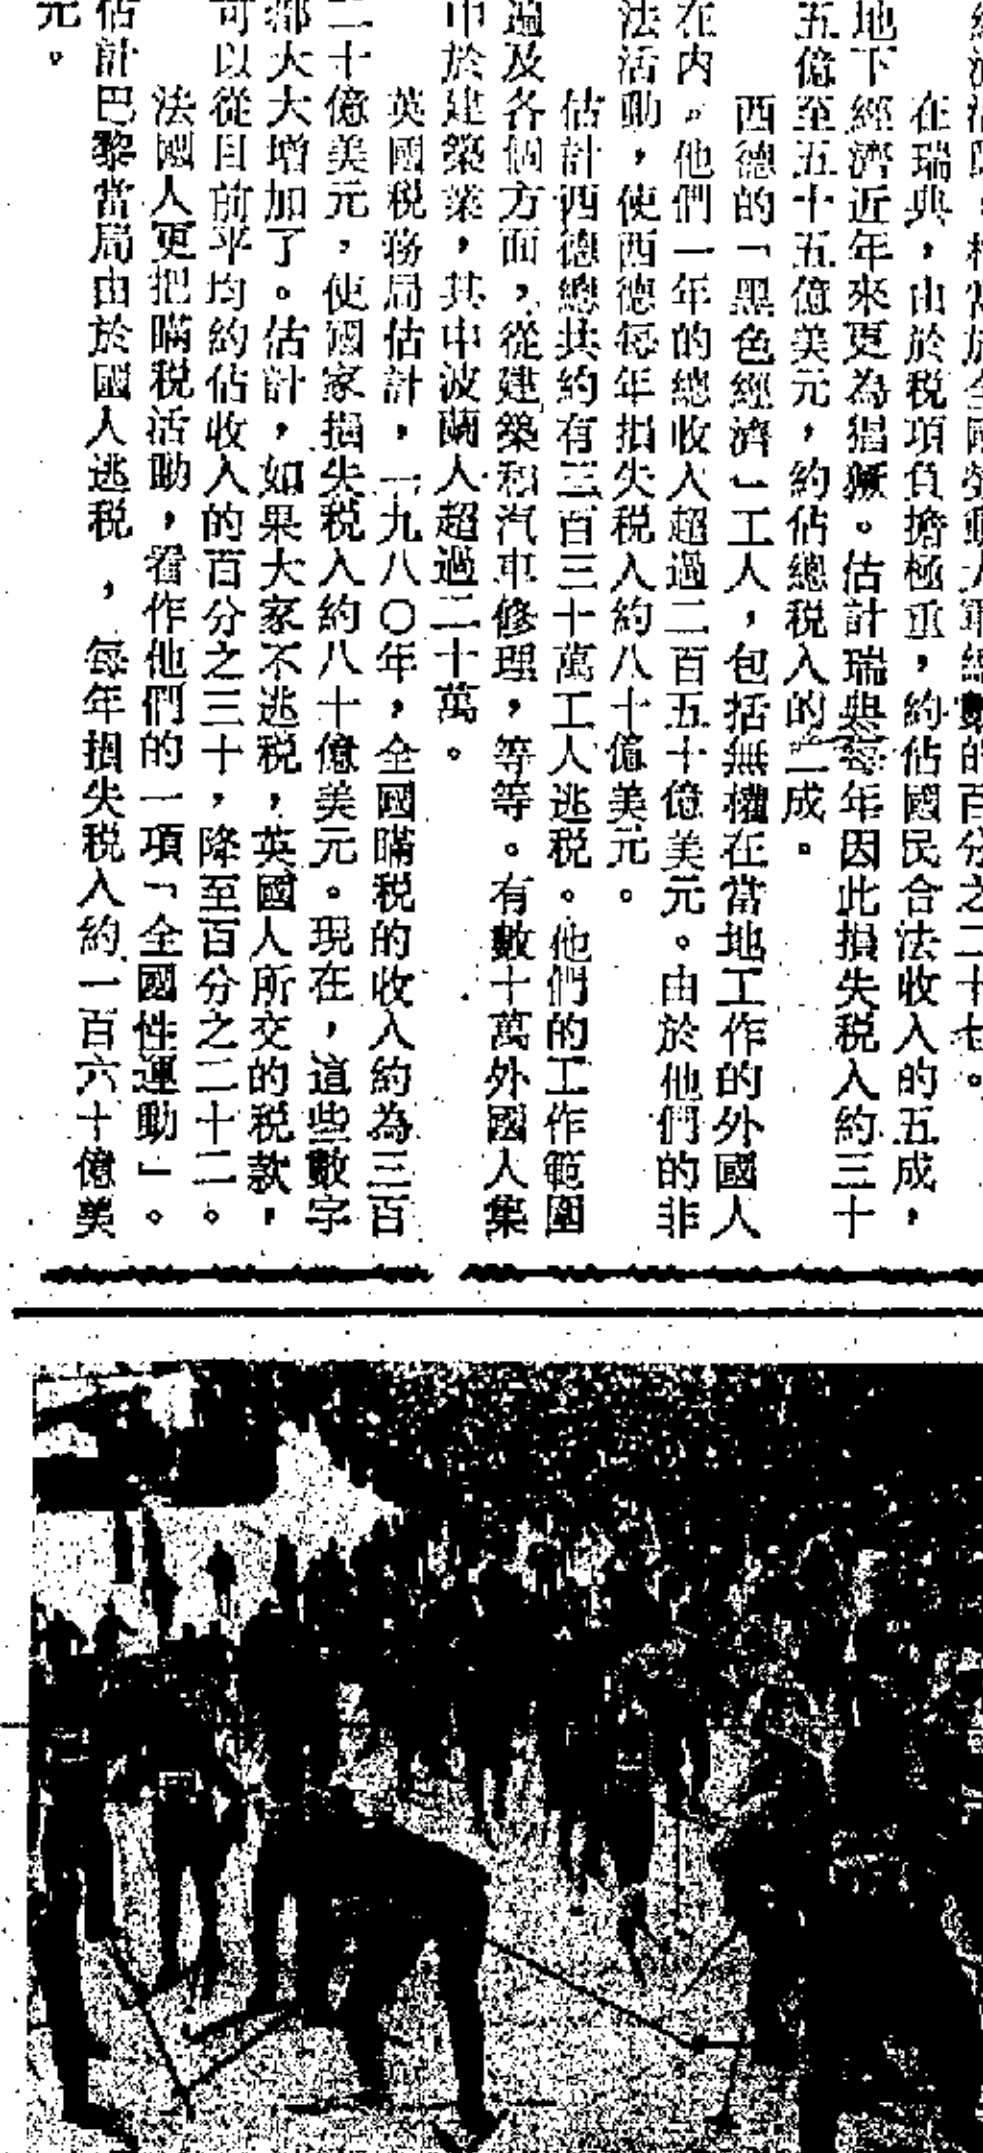 在瑞典，由於税項負擔極重，約佔國民合法收入的五成，
地下經濟近年來更為猖獗。估計瑞典每年因此損失税入約三十
五億至五十五億美元，約佔總税入的二成。
西德的「黑色經濟」工人，包括無權在當地工作的外國人
在内。他們一年的總收入超過二百五十億美元。由於他們的非
法活動，使西德每年損失税入約八十億美元。
估計西德總共約有三百三十萬工人逃税。他們的工作範圍
遍及各個方面，從建築和汽車修理，等等。有數十萬外國人集
中於建築業，其中波蘭人超過二十萬。
英國税務局估計，一九八〇年，全國瞞税的收入約為三百
二十億美元，使國家損失税入約八十億美元。現在，這些數字
都大大增加了。估計，如果大家不逃税，英國人所交的税款，
可以從目前平均約佔收入的百分之三十，降至百分之二十二。
法國人更把瞞税活動，看作他們的一項「全國性運動」。
估計巴黎當局由於國人逃税，每年損失税入約一百六十億美
元。